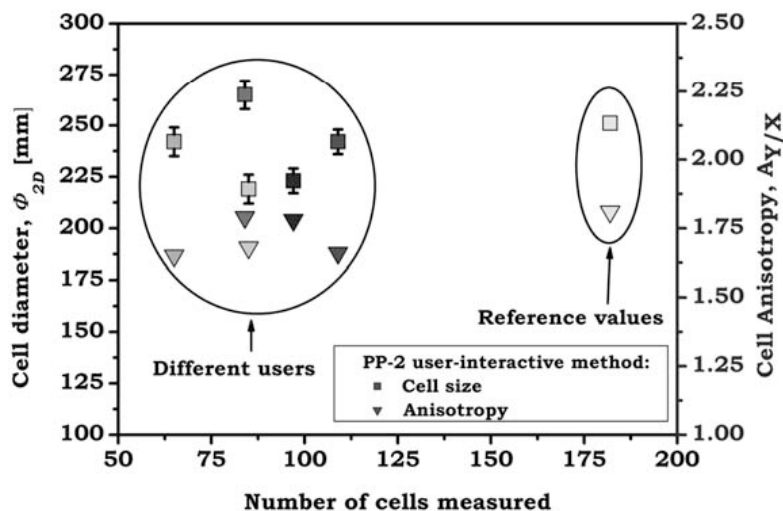 300
275
250
225
200
175
150
125
100
Cell diameter, Φ2D [mm]
2.50
2.25
2.00
1.75
1.50
1.25
1.00
Cell Anisotropy, AY/X
Different users
Reference values
PP-2 user-interactive method:
Cell size
Anisotropy
50 75 100 125 150 175 200
Number of cells measured